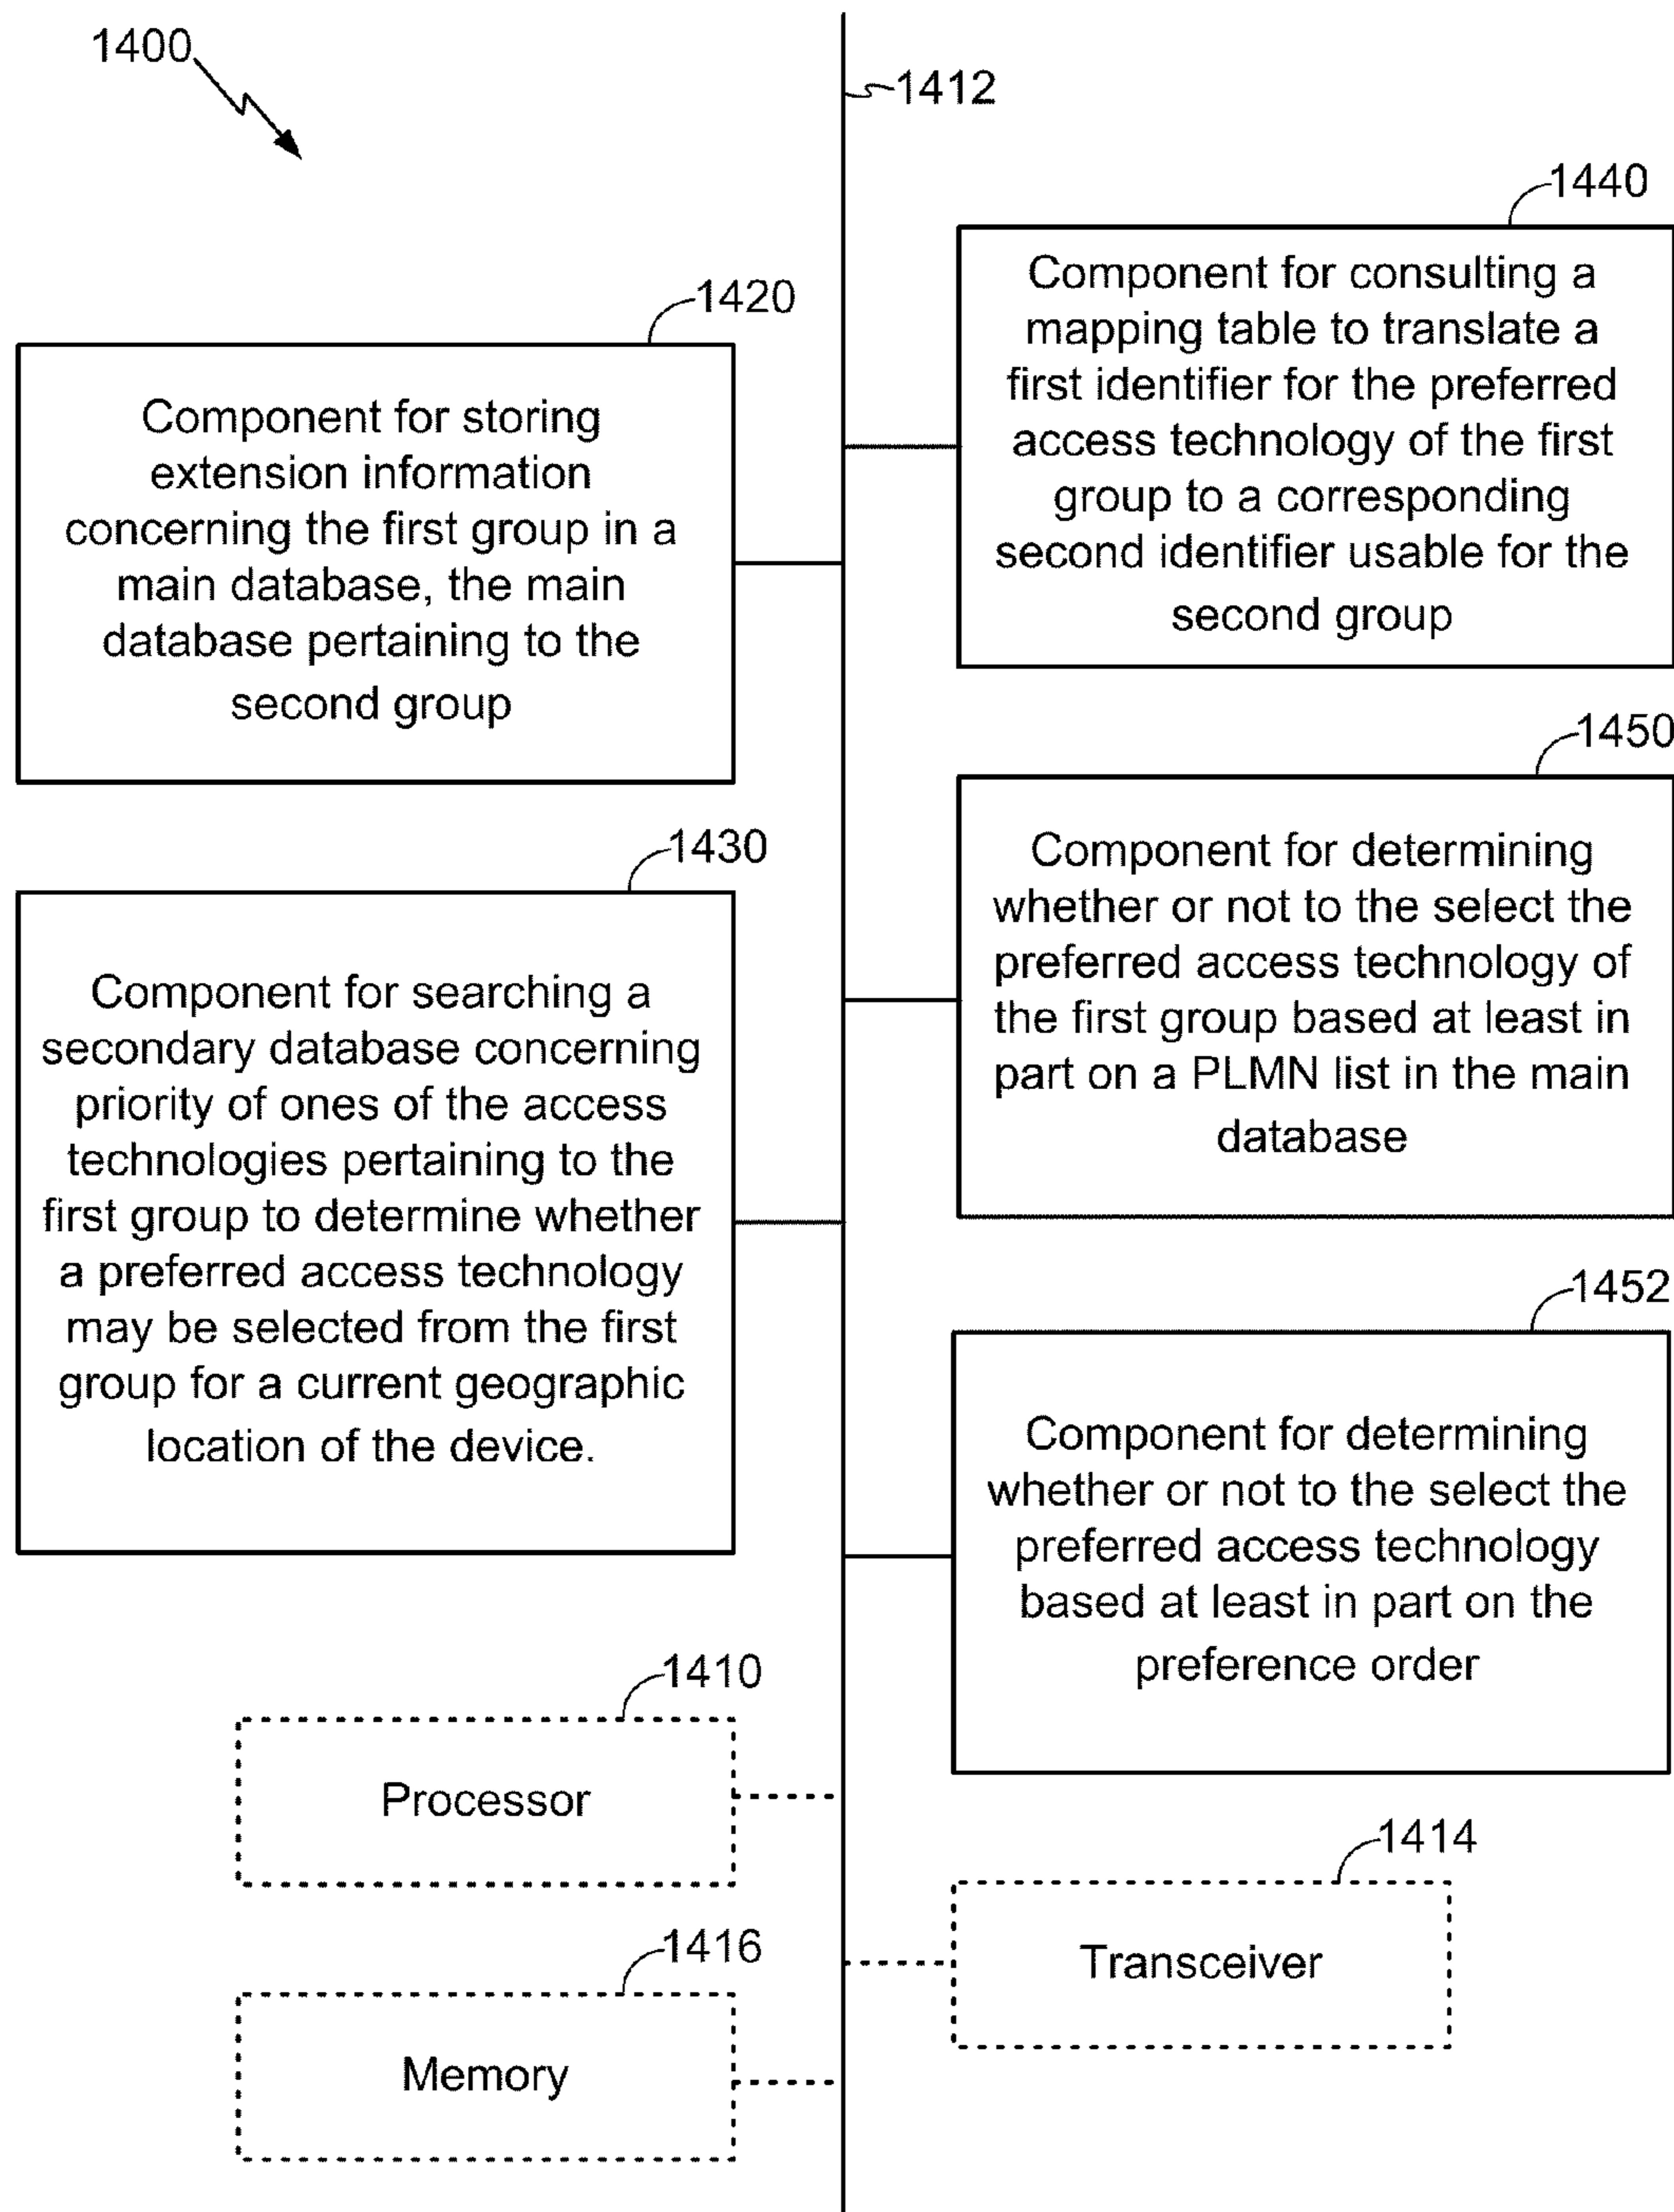 1400
1412
1440
Component for consulting a
mapping table to translate a
first identifier for the preferred
access technology of the first
group to a corresponding
second identifier usable for the
second group
1420
Component for storing
extension information
concerning the first group in a
main database, the main
database pertaining to the
second group
1450
Component for determining
whether or not to the select the
preferred access technology of
the first group based at least in
part on a PLMN list in the main
database
1430
Component for searching a
secondary database concerning
priority of ones of the access
technologies pertaining to the
first group to determine whether
a preferred access technology
may be selected from the first
group for a current geographic
location of the device.
1452
Component for determining
whether or not to the select the
preferred access technology
based at least in part on the
preference order
1410
Processor
1414
Transceiver
1416
Memory